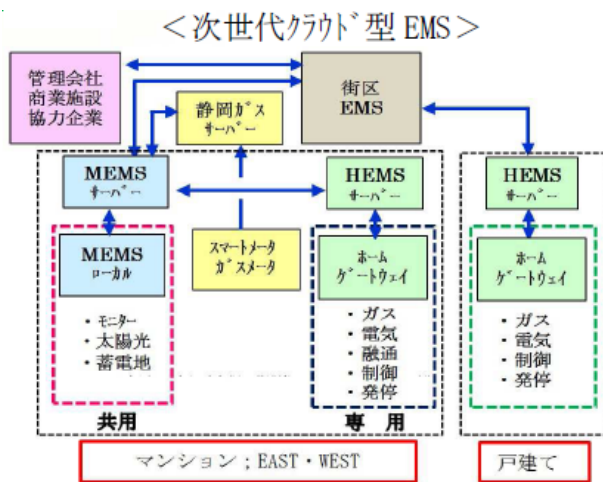 ＜次世代クラウド型 EMS＞
管理会社
商業施設
協力企業
静岡ガス
サーバー
街区
EMS
MEMS
サーバー
HEMS
サーバー
HEMS
サーバー
MEMS
ローカル
スマートメータ
ガスメータ
ホーム
ゲートウェイ
ホーム
ゲートウェイ
・モニター
・太陽光
・蓄電地
・ガス
・電気
・融通
・制御
・発停
・ガス
・電気
・制御
・発停
共用
専　用
マンション；EAST・WEST
戸建て